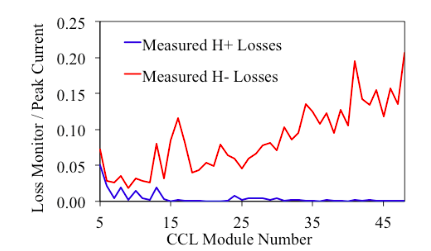 0.25
0.20
0.15
0.10
0.05
0.00
Loss Monitor / Peak Current
Measured H+ Losses
Measured H- Losses
5 15 25 35 45
CCL Module Number